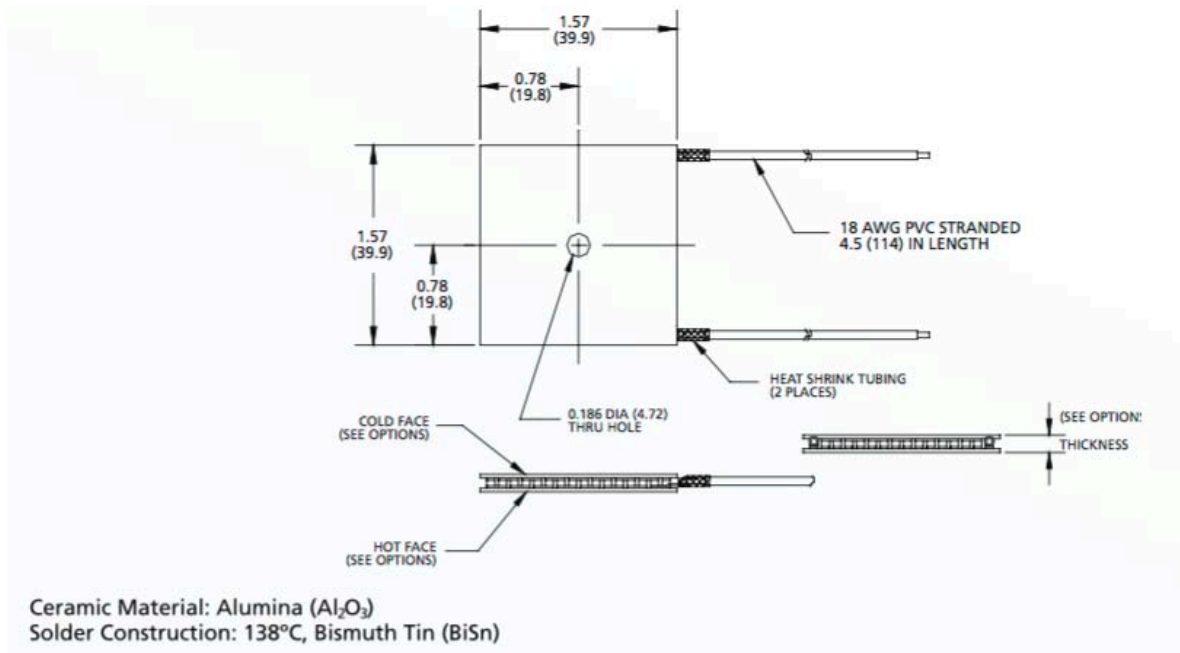 1.57
(39.9)
0.78
(19.8)
1.57
(39.9)
0.78
(19.8)
18 AWG PVC STRANDED
4.5 (114) IN LENGTH
HEAT SHRINK TUBING
(2 PLACES)
0.186 DIA (4.72)
THRU HOLE
COLD FACE
(SEE OPTIONS)
(SEE OPTION
THICKNESS
HOT FACE
(SEE OPTIONS)
Ceramic Material: Alumina (Al₂O₃)
Solder Construction: 138ºC, Bismuth Tin (BiSn)